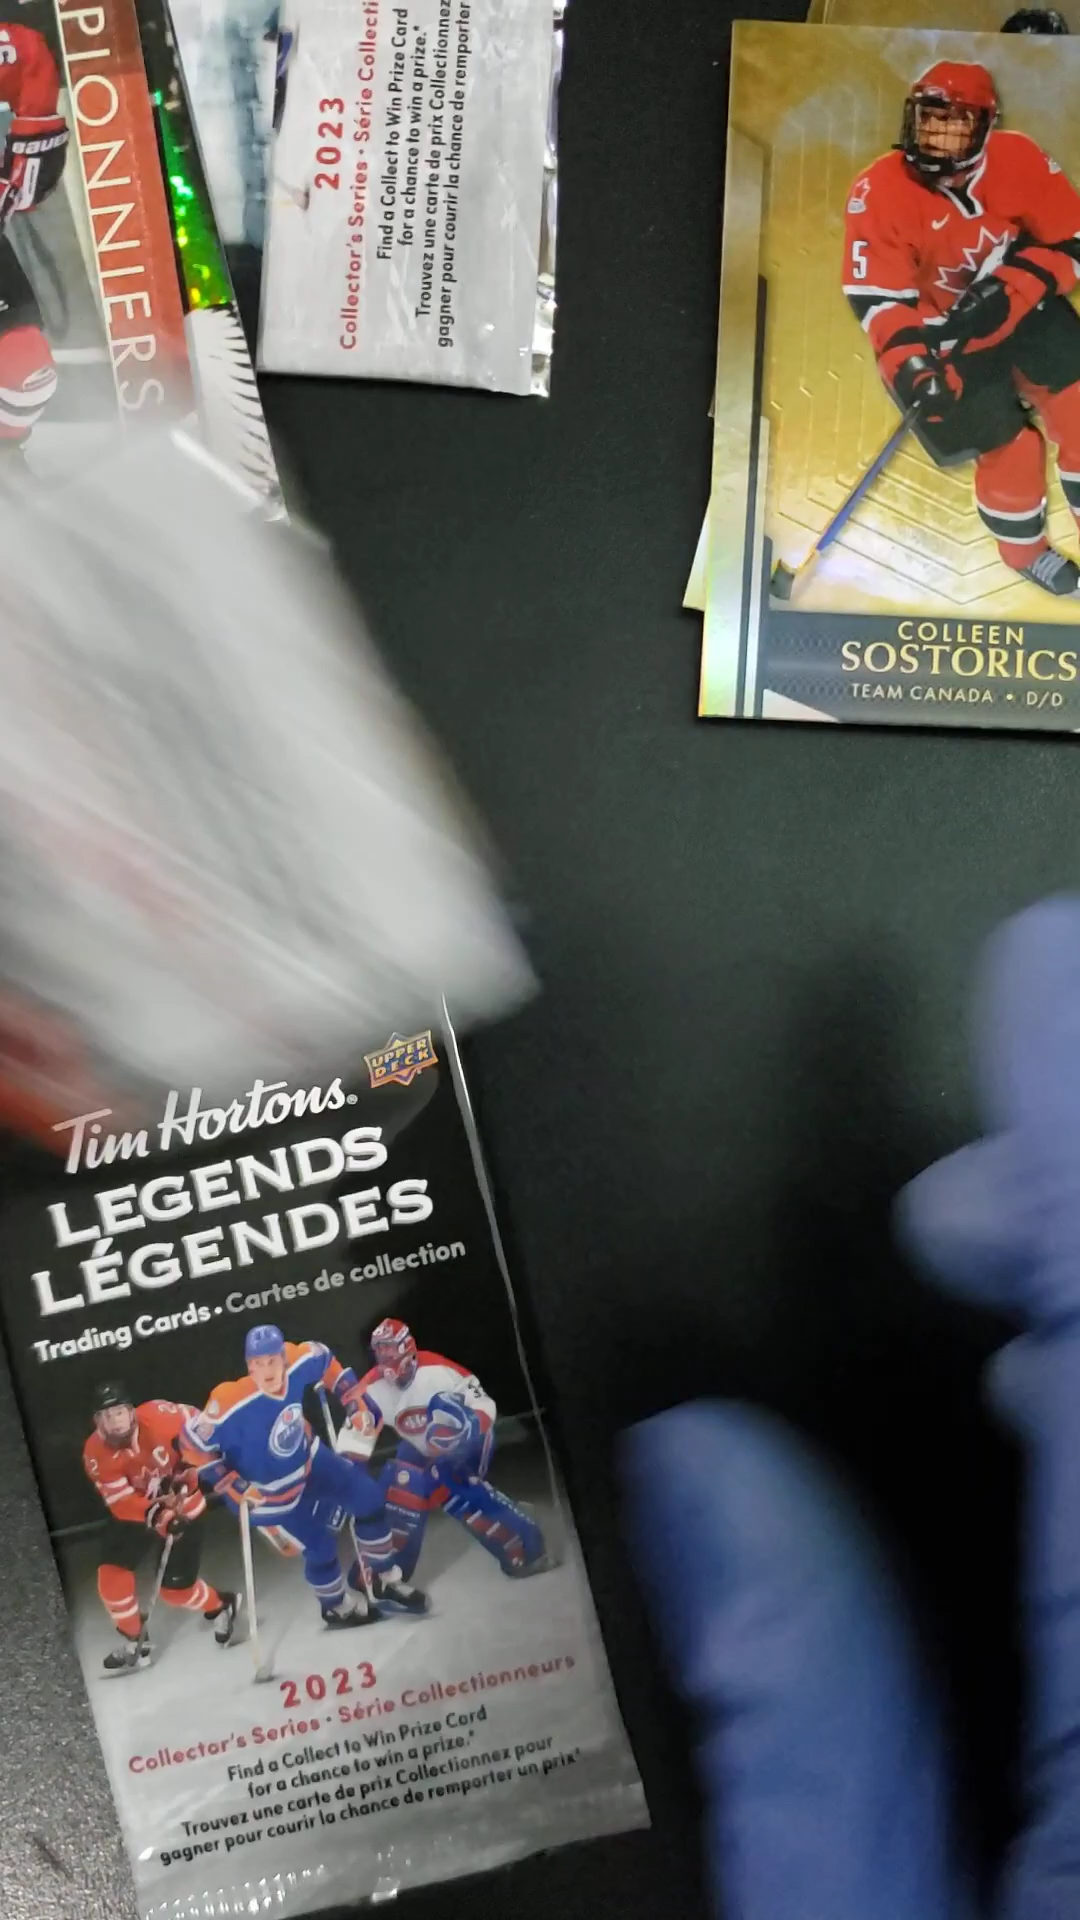 PIONNIERS
BAUER
2023
Collector's Series • Série Collecti
Find a Collect to Win Prize Card
for a chance to win a prize.*
Trouvez une carte de prix Collectionnez
gagner pour courir la chance de remporter
5
COLLEEN
SOSTORICS
TEAM CANADA • D/D
UPPER
DECK
Tim Hortons®
LEGENDS
LÉGENDES
Trading Cards • Cartes de collection
C
2023
Collector's Series • Série Collectionneurs
Find a Collect to Win Prize Card
for a chance to win a prize.*
Trouvez une carte de prix Collectionnez pour
gagner pour courir la chance de remporter un prix*